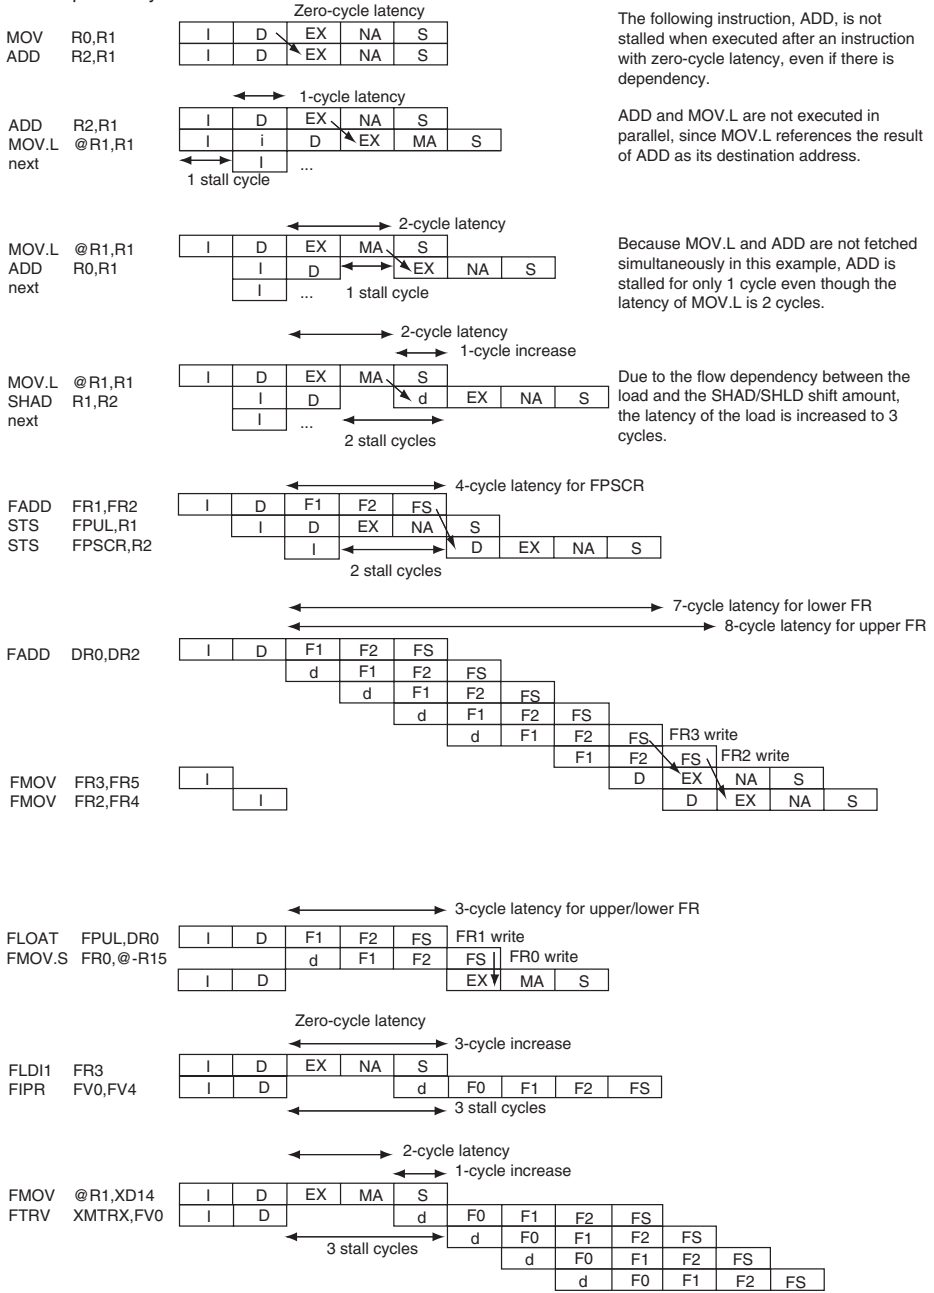 Zero-cycle latency
MOV R0,R1 I D EX NA S
ADD R2,R1 I D EX NA S
The following instruction, ADD, is not
stalled when executed after an instruction
with zero-cycle latency, even if there is
dependency.
1-cycle latency
ADD R2,R1 I D EX NA S
MOV.L @R1,R1 I i D EX MA S
next I ...
1 stall cycle
ADD and MOV.L are not executed in
parallel, since MOV.L references the result
of ADD as its destination address.
2-cycle latency
MOV.L @R1,R1 I D EX MA S
ADD R0,R1 I D EX NA S
next I ... 1 stall cycle
Because MOV.L and ADD are not fetched
simultaneously in this example, ADD is
stalled for only 1 cycle even though the
latency of MOV.L is 2 cycles.
2-cycle latency
1-cycle increase
MOV.L @R1,R1 I D EX MA S
SHAD R1,R2 I D d EX NA S
next I ...
2 stall cycles
Due to the flow dependency between the
load and the SHAD/SHLD shift amount,
the latency of the load is increased to 3
cycles.
4-cycle latency for FPSCR
FADD FR1,FR2 I D F1 F2 FS
STS FPUL,R1 I D EX NA S
STS FPSCR,R2 I D EX NA S
2 stall cycles
7-cycle latency for lower FR
8-cycle latency for upper FR
FADD DR0,DR2 I D F1 F2 FS
d F1 F2 FS
d F1 F2 FS
d F1 F2 FS
d F1 F2 FS FR3 write
F1 F2 FS FR2 write
FMOV FR3,FR5 I D EX NA S
FMOV FR2,FR4 I D EX NA S
3-cycle latency for upper/lower FR
FLOAT FPUL,DR0 I D F1 F2 FS FR1 write
FMOV.S FR0,@-R15 d F1 F2 FS FR0 write
I D EX MA S
Zero-cycle latency
3-cycle increase
FLDI1 FR3 I D EX NA S
FIPR FV0,FV4 I D d F0 F1 F2 FS
3 stall cycles
2-cycle latency
1-cycle increase
FMOV @R1,XD14 I D EX MA S
FTRV XMTRX,FV0 I D d F0 F1 F2 FS
3 stall cycles d F0 F1 F2 FS
d F0 F1 F2 FS
d F0 F1 F2 FS